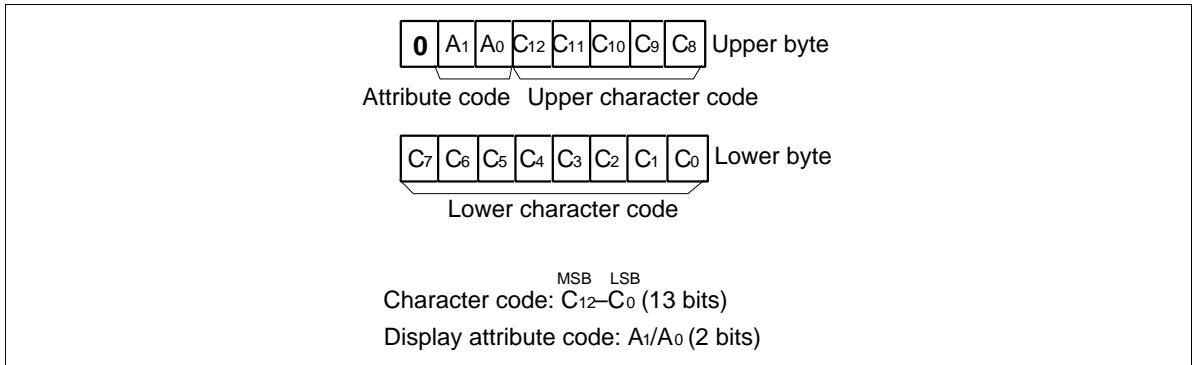 0 A1 A0 C12 C11 C10 C9 C8 Upper byte
Attribute code Upper character code
C7 C6 C5 C4 C3 C2 C1 C0 Lower byte
Lower character code
MSB LSB
Character code: C12–C0 (13 bits)
Display attribute code: A1/A0 (2 bits)